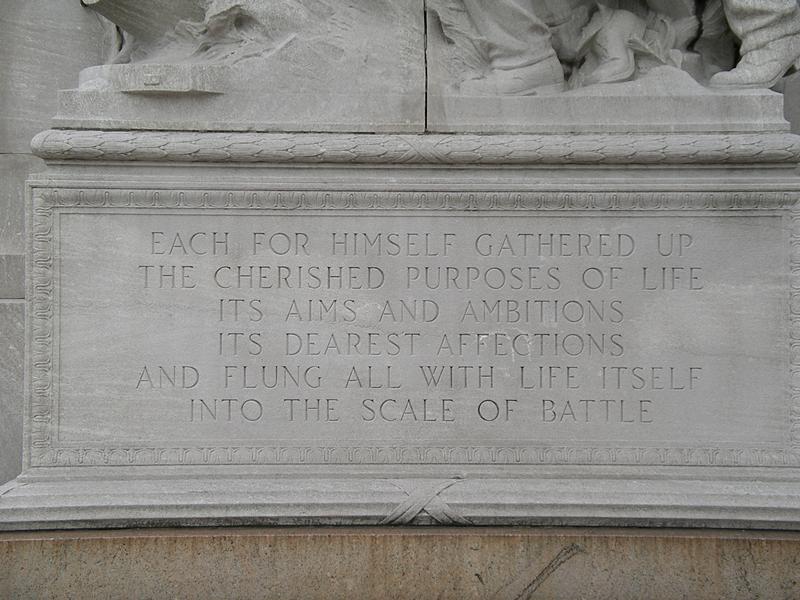 EACH FOR HIMSELF GATHERED UP
THE CHERISHED PURPOSES OF LIFE
ITS AIMS AND AMBITIONS
ITS DEAREST AFFECTIONS
AND FLUNG ALL WITH LIFE ITSELF
INTO THE SCALE OF BATTLE